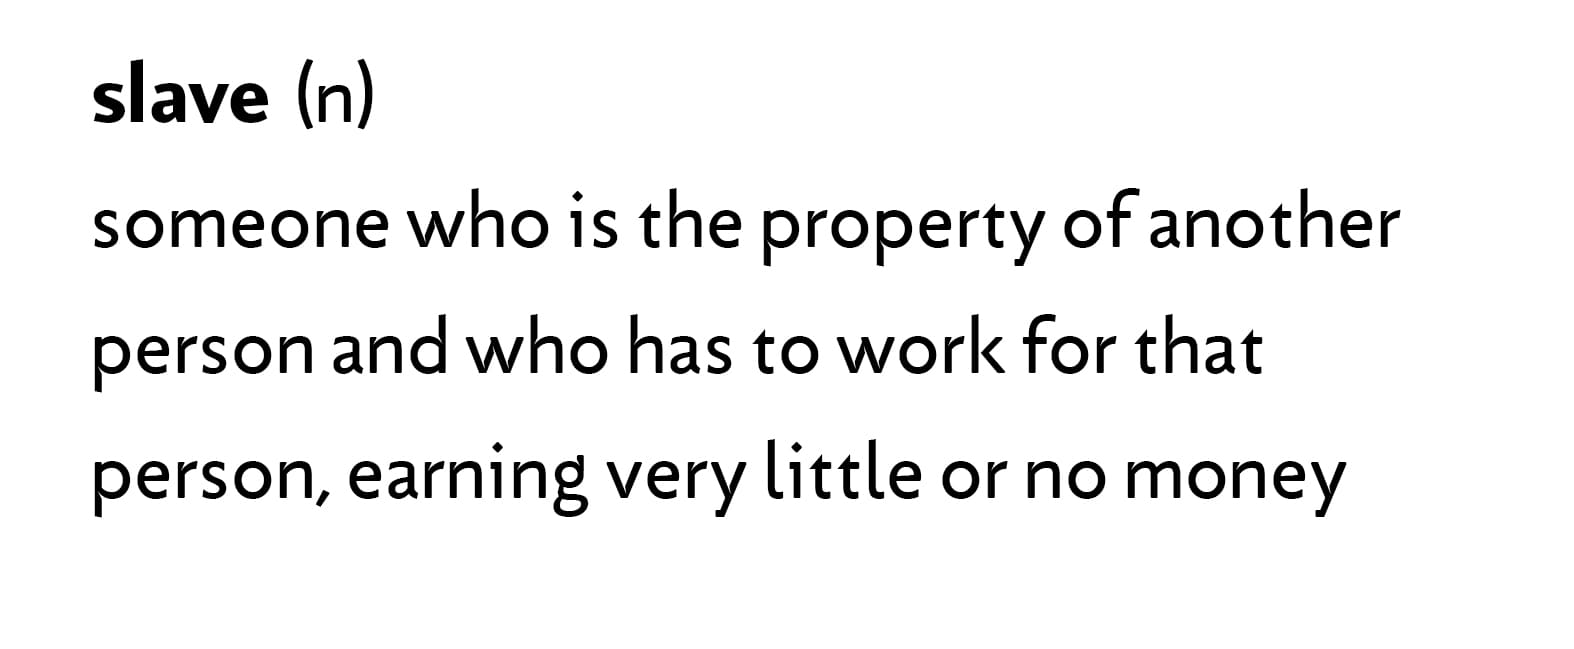 slave (n)
someone who is the property of another
person and who has to work for that
person, earning very little or no money